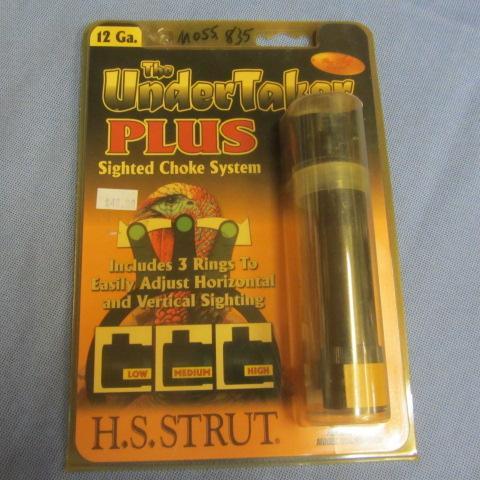 12 Ga.
Moss 835
The
UnderTaker
PLUS
Sighted Choke System
Includes 3 Rings To
Easily Adjust Horizontal
and Vertical Sighting
LOW
MEDIUM
HIGH
H.S. STRUT®